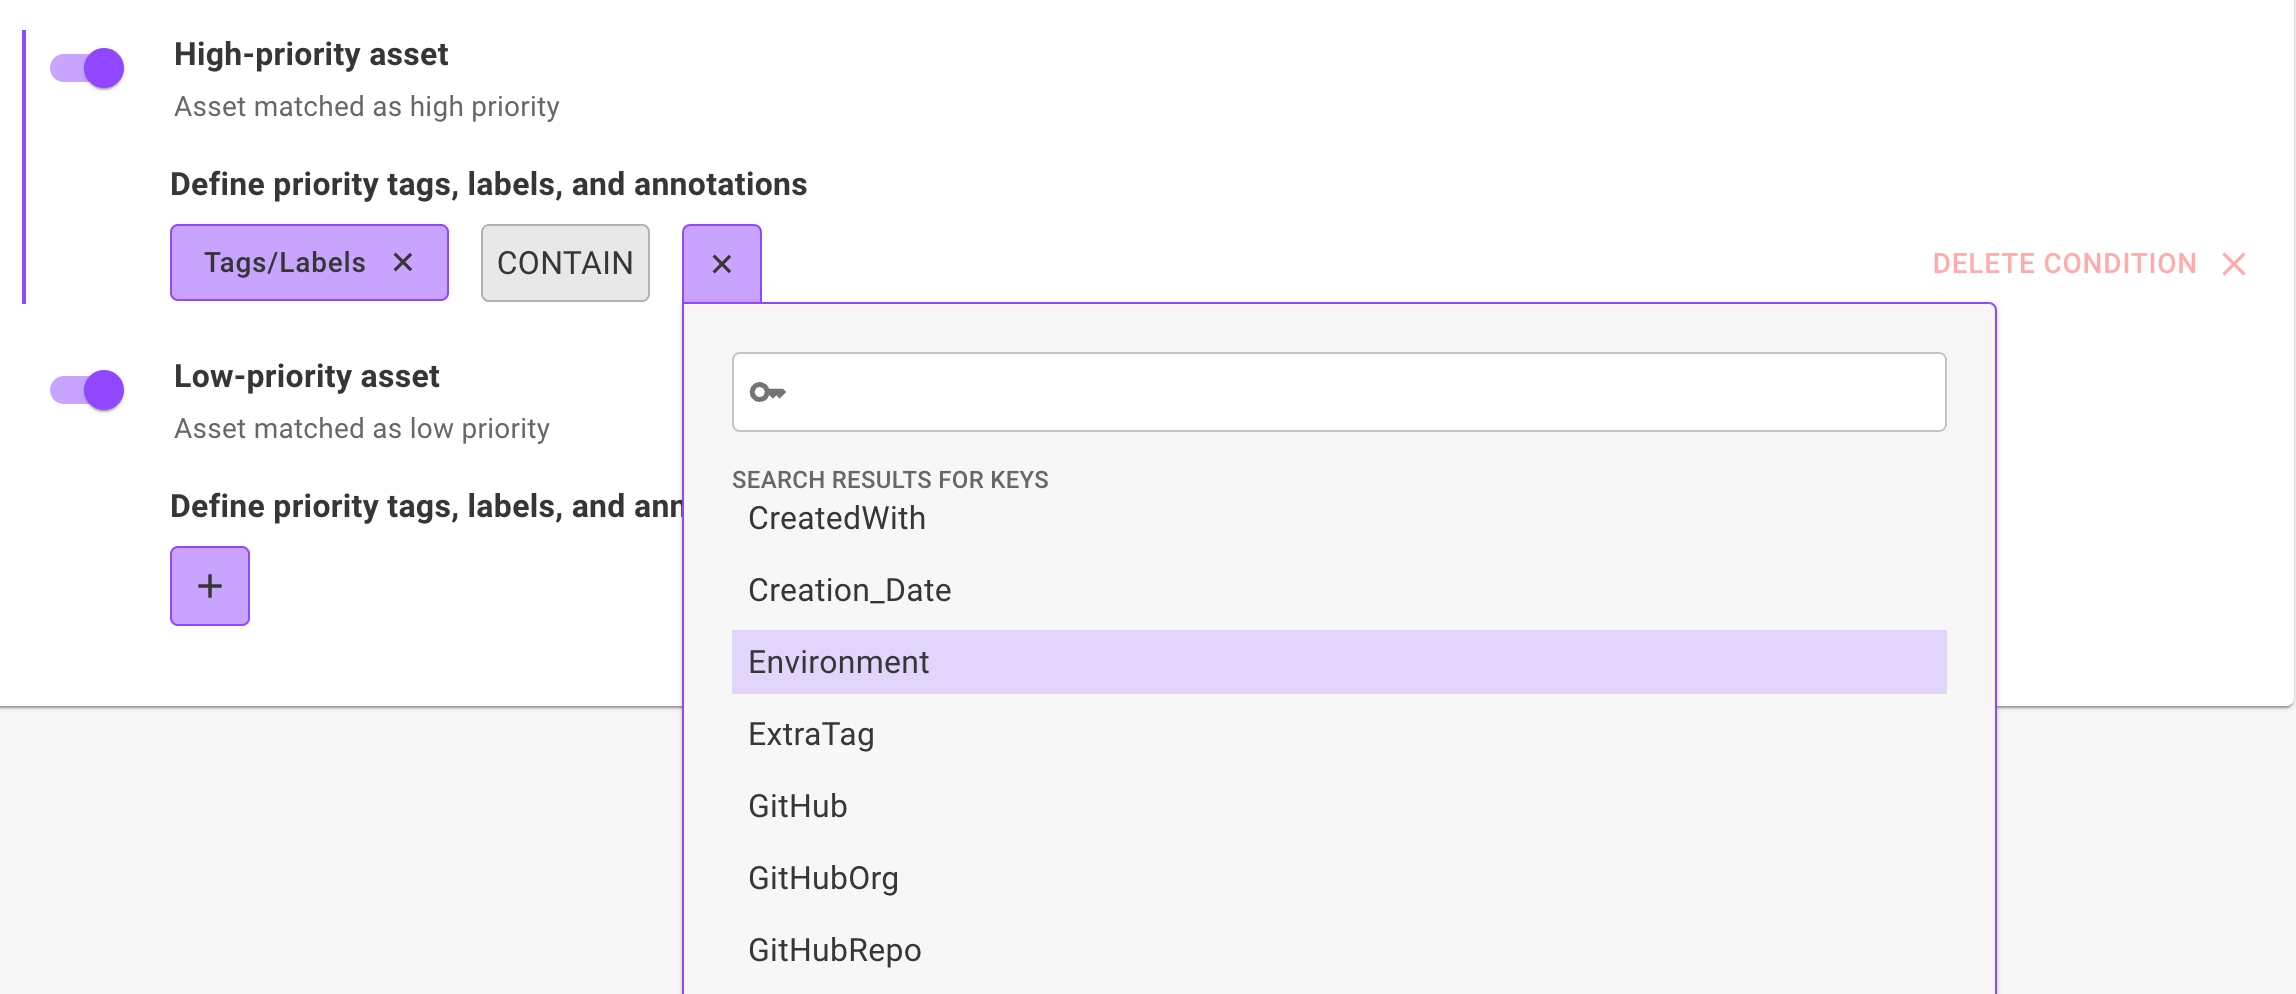 High-priority asset
Asset matched as high priority
Define priority tags, labels, and annotations
Tags/Labels
CONTAIN
DELETE CONDITION
Low-priority asset
Asset matched as low priority
Define priority tags, labels, and ann
SEARCH RESULTS FOR KEYS
CreatedWith
Creation_Date
Environment
ExtraTag
GitHub
GitHubOrg
GitHubRepo